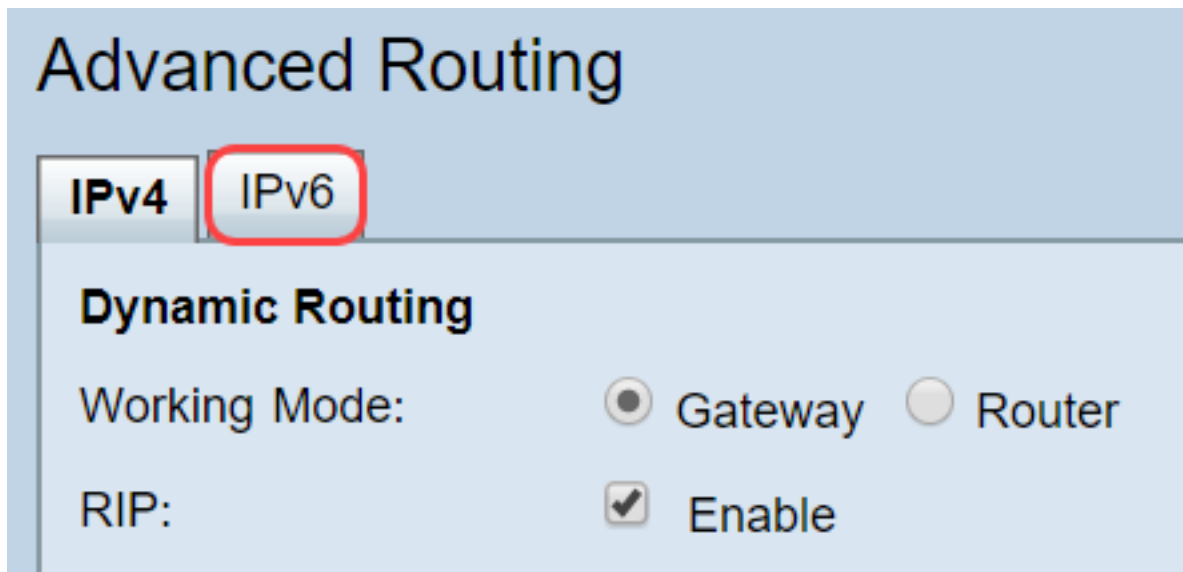 Advanced Routing
IPv4 IPv6
Dynamic Routing
Working Mode: Gateway Router
RIP: Enable